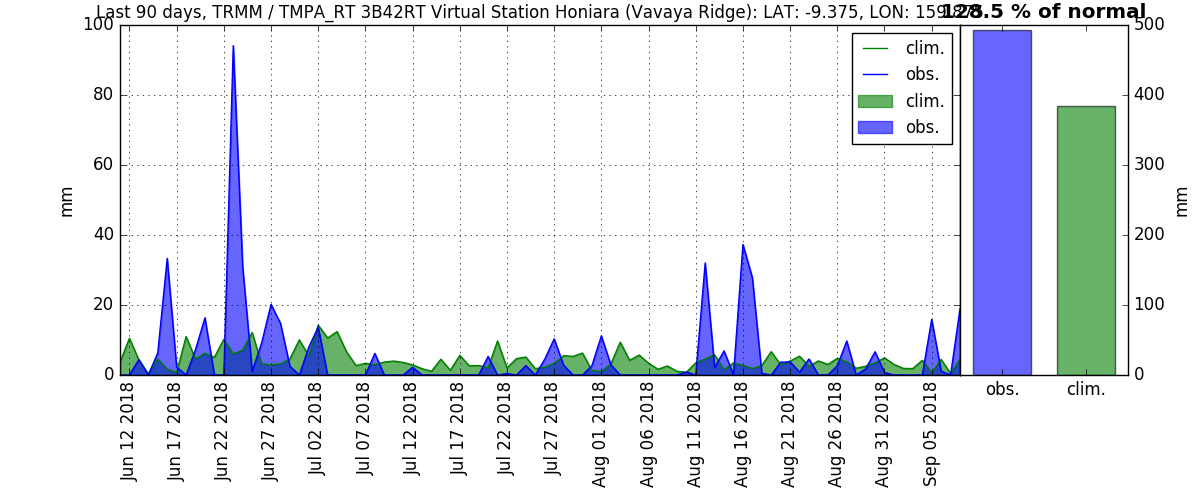 Last 90 days, TRMM / TMPA_RT 3B42RT Virtual Station Honiara (Vavaya Ridge): LAT: -9.375, LON:
128.5 % of normal
100
80
60
40
20
0
mm
clim.
obs.
clim.
obs.
Jun 12 2018
Jun 17 2018
Jun 22 2018
Jun 27 2018
Jul 02 2018
Jul 07 2018
Jul 12 2018
Jul 17 2018
Jul 22 2018
Jul 27 2018
Aug 01 2018
Aug 06 2018
Aug 11 2018
Aug 16 2018
Aug 21 2018
Aug 26 2018
Aug 31 2018
Sep 05 2018
500
400
300
200
100
0
mm
obs.
clim.